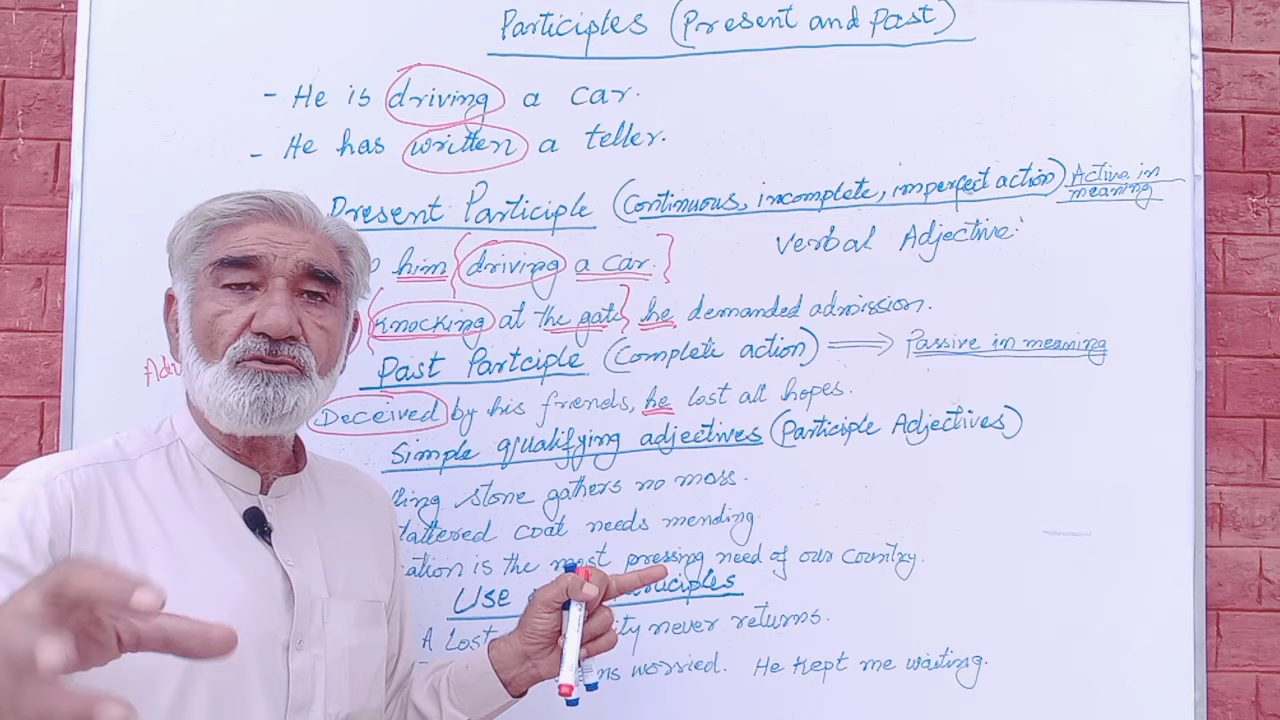 Participles (Present and Past)
- He is driving a car.
- He has written a teller.
Present Participle (Continuous, incomplete, imperfect action) Active in meaning
Verbal Adjective.
him {driving a car.}
{Knocking at the gate} he demanded admission.
Past Partciple (Complete action) ⟹ Passive in meaning
Deceived by his friends, he lost all hopes.
Simple qualifying adjectives (Participle Adjectives)
stone gathers no moss.
tattered coat needs mending
is the most pressing need of our country.
Use
A Lost never returns.
worried. He kept me waiting.